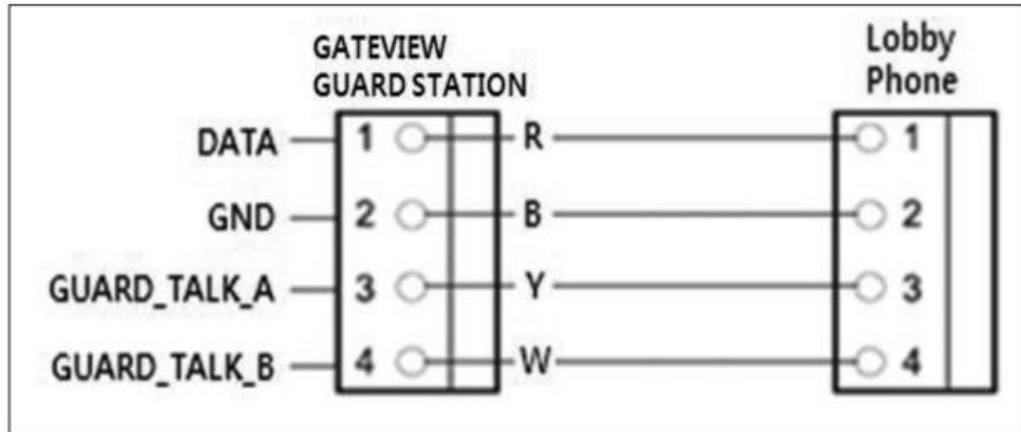 GATEVIEW
GUARD STATION
Lobby
Phone
DATA 1 R 1
GND 2 B 2
GUARD_TALK_A 3 Y 3
GUARD_TALK_B 4 W 4